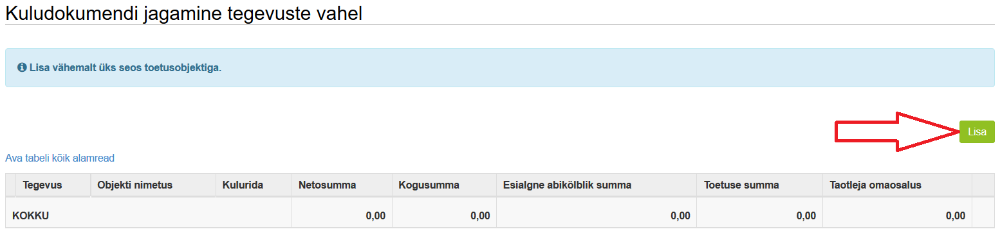 Kuludokumendi jagamine tegevuste vahel
Lisa vähemalt üks seos toetusobjektiga.
Lisa
Ava tabeli kõik alamread
Tegevus Objekti nimetus Kulurida Netosumma Kogusumma Esialgne abikõlblik summa Toetuse summa Taotleja omaosalus
KOKKU 0,00 0,00 0,00 0,00 0,00